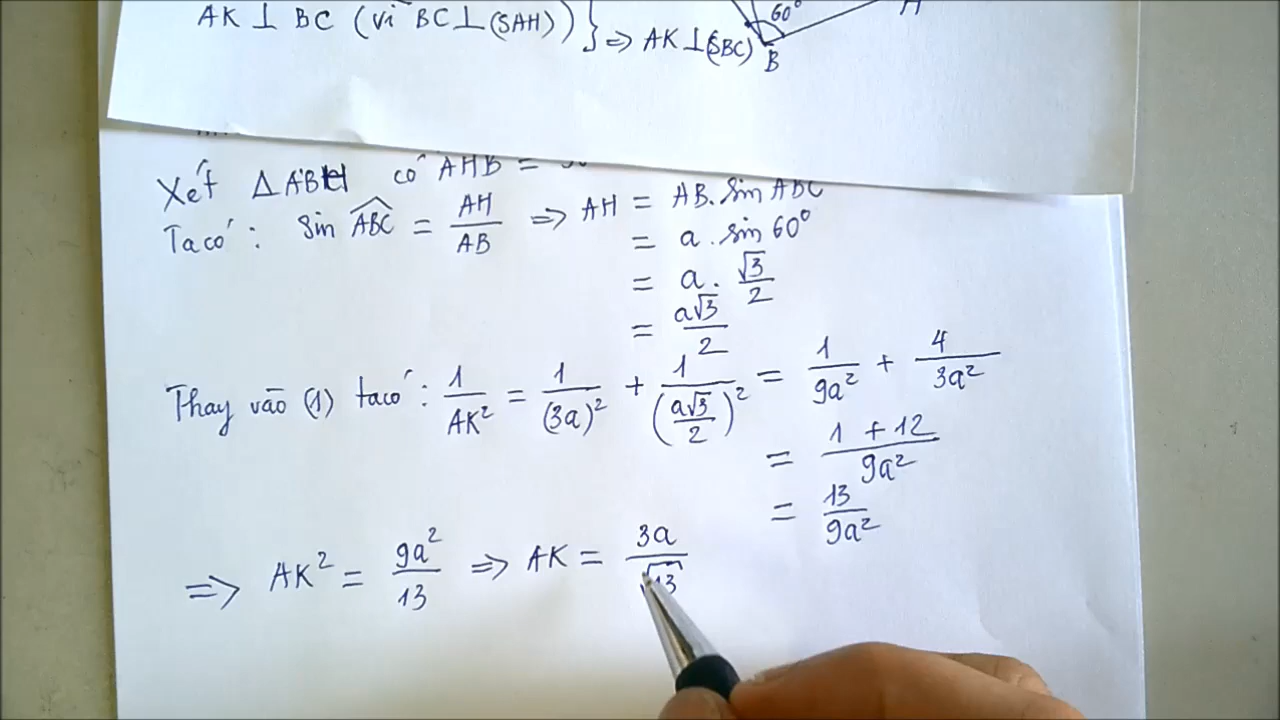 AK ⊥ BC (vì BC ⊥ (SAH)) } ⇒ AK ⊥ (SBC)
60°
H
B
Xét ΔABH có AHB =
Ta có: sin ABC = AH/AB ⇒ AH = AB. sin ABC
= a. sin 60°
= a. √3/2
= a√3/2
Thay vào (1) ta có: 1/AK² = 1/(3a)² + 1/(a√3/2)² = 1/9a² + 4/3a²
= 1 + 12/9a²
= 13/9a²
⇒ AK² = 9a²/13 ⇒ AK = 3a/√13